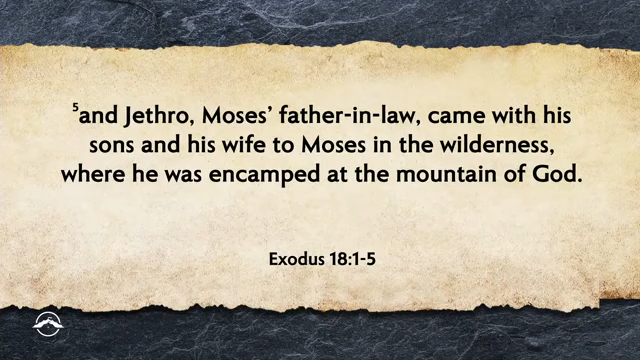 ⁵and Jethro, Moses’ father-in-law, came with his
sons and his wife to Moses in the wilderness,
where he was encamped at the mountain of God.
Exodus 18:1-5